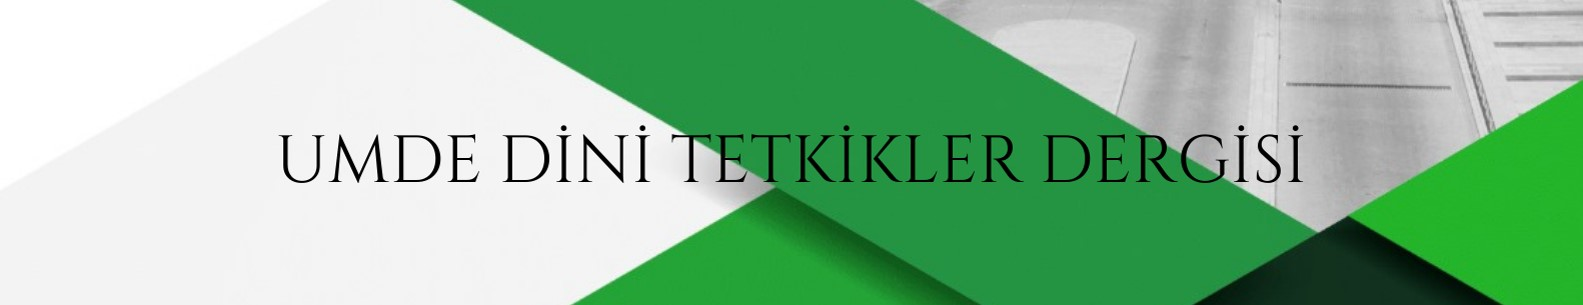 UMDE DİNİ TETKİKLER DERGİSİ